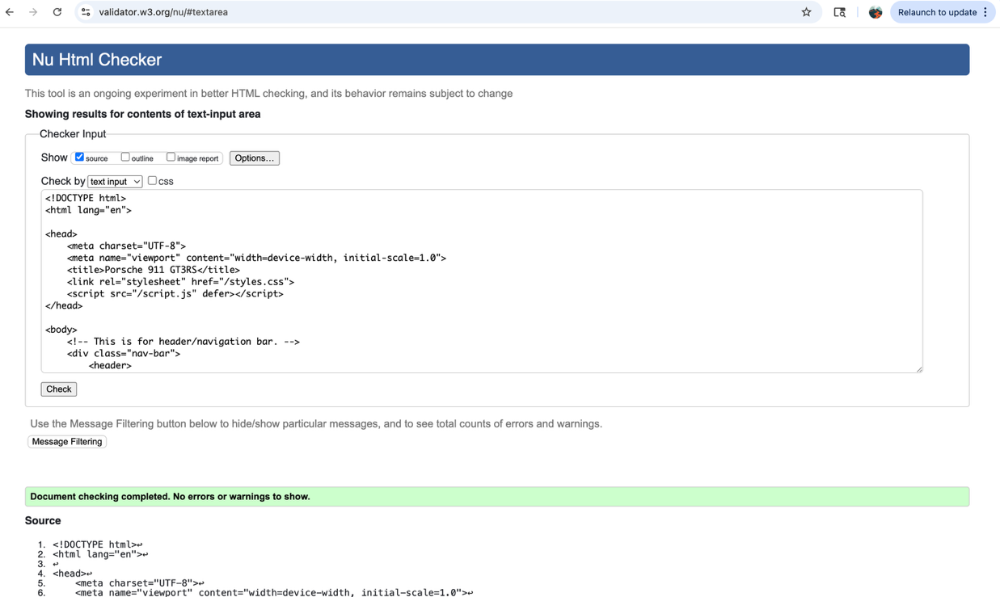 validator.w3.org/nu/#textarea
Relaunch to update
Nu Html Checker
This tool is an ongoing experiment in better HTML checking, and its behavior remains subject to change
Showing results for contents of text-input area
Checker Input
Show source outline image report Options...
Check by text input css
<!DOCTYPE html>
<html lang="en">
<head>
<meta charset="UTF-8">
<meta name="viewport" content="width=device-width, initial-scale=1.0">
<title>Porsche 911 GT3RS</title>
<link rel="stylesheet" href="/styles.css">
<script src="/script.js" defer></script>
</head>
<body>
<!-- This is for header/navigation bar. -->
<div class="nav-bar">
<header>
Check
Use the Message Filtering button below to hide/show particular messages, and to see total counts of errors and warnings.
Message Filtering
Document checking completed. No errors or warnings to show.
Source
1. <!DOCTYPE html>↩
2. <html lang="en">↩
3. ↩
4. <head>↩
5. <meta charset="UTF-8">↩
6. <meta name="viewport" content="width=device-width, initial-scale=1.0">↩